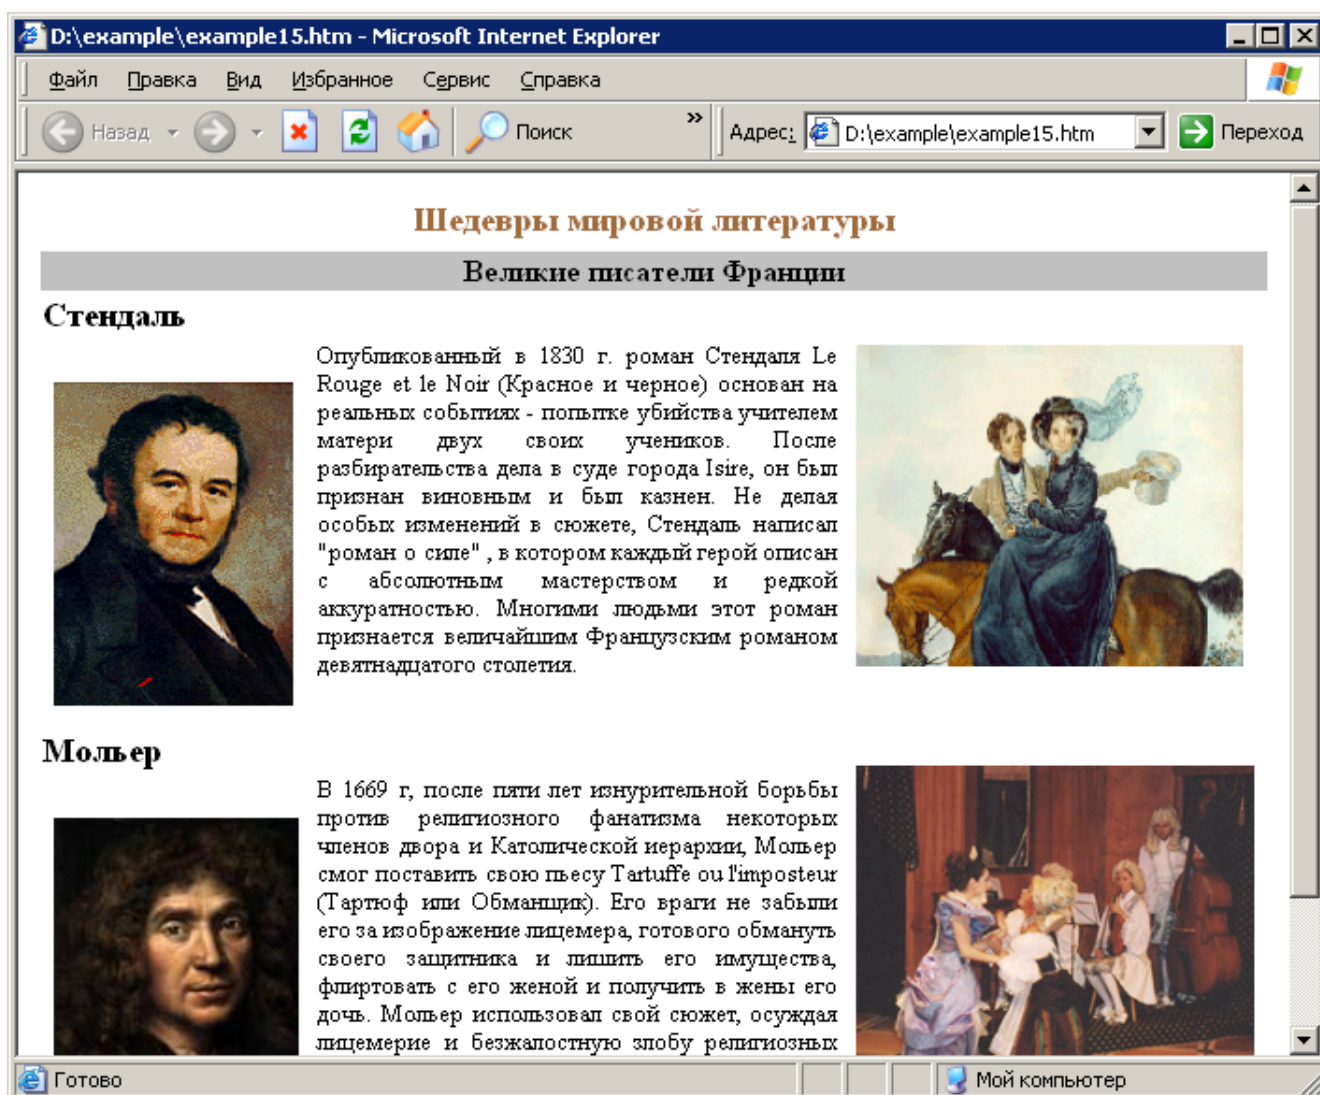 D:\example\example15.htm - Microsoft Internet Explorer
Файл Правка Вид Избранное Сервис Справка
Назад Поиск » Адрес: D:\example\example15.htm Переход
Шедевры мировой литературы
Великие писатели Франции
Стендаль
Опубликованный в 1830 г. роман Стендаля Le
Rouge et le Noir (Красное и черное) основан на
реальных событиях - попытке убийства учителем
матери двух своих учеников. После
разбирательства дела в суде города Isire, он был
признан виновным и был казнен. Не делая
особых изменений в сюжете, Стендаль написал
"роман о силе" , в котором каждый герой описан
с абсолютным мастерством и редкой
аккуратностью. Многими людьми этот роман
признается величайшим Французским романом
девятнадцатого столетия.
Мольер
В 1669 г, после пяти лет изнурительной борьбы
против религиозного фанатизма некоторых
членов двора и Католической иерархии, Мольер
смог поставить свою пьесу Tartuffe ou l'imposteur
(Тартюф или Обманщик). Его враги не забыли
его за изображение лицемера, готового обмануть
своего защитника и лишить его имущества,
флиртовать с его женой и получить в жены его
дочь. Мольер использовал свой сюжет, осуждая
лицемерие и безжалостную злобу религиозных
Готово Мой компьютер